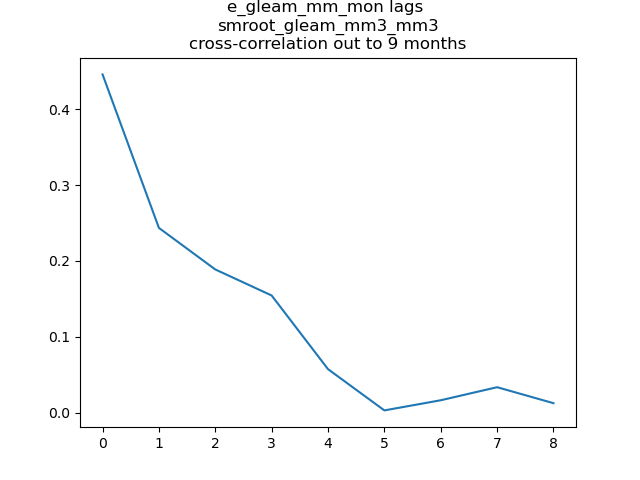 e_gleam_mm_mon lags
smroot_gleam_mm3_mm3
cross-correlation out to 9 months
0.4
0.3
0.2
0.1
0.0
0 1 2 3 4 5 6 7 8